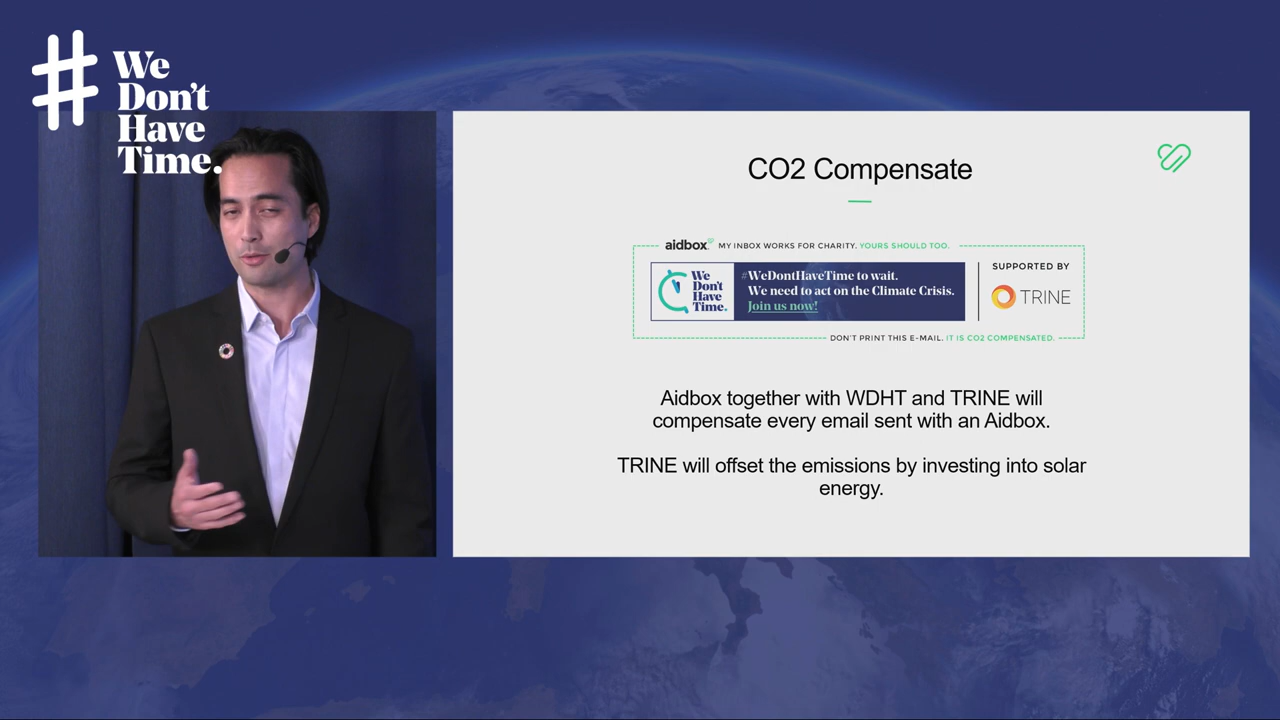 #
We
Don't
Have
Time.
CO2 Compensate
aidbox. MY INBOX WORKS FOR CHARITY. YOURS SHOULD TOO.
We
Don't
Have
Time.
#WeDontHaveTime to wait.
We need to act on the Climate Crisis.
Join us now!
SUPPORTED BY
TRINE
DON'T PRINT THIS E-MAIL. IT IS CO2 COMPENSATED.
Aidbox together with WDHT and TRINE will
compensate every email sent with an Aidbox.
TRINE will offset the emissions by investing into solar
energy.